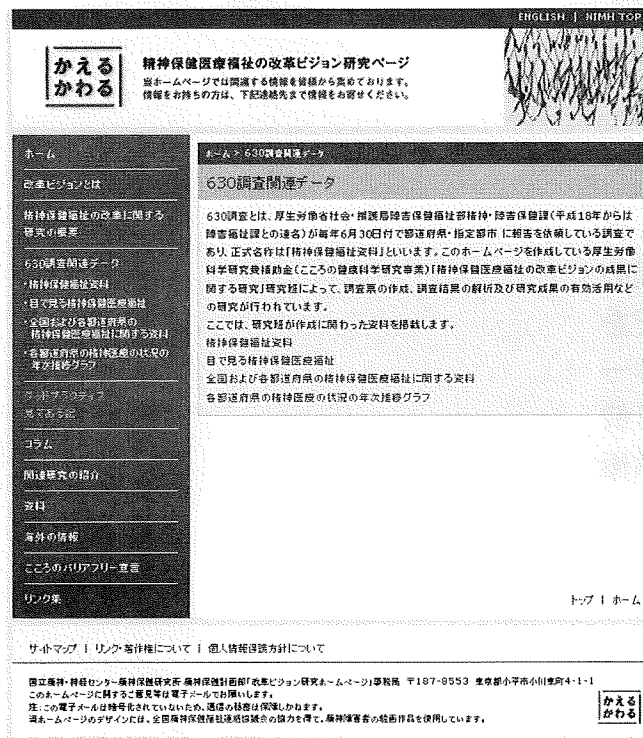 ENGLISH | NIMH TOP
かえる
かわる
精神保健医療福祉の改革ビジョン研究ページ
当ホームページでは関連する情報を皆様から集めております。
情報をお持ちの方は、下記連絡先まで情報をお寄せください。
ホーム
改革ビジョンとは
精神保健福祉の改革に関する
研究の概要
630調査関連データ
・精神保健福祉資料
・目で見る精神保健医療福祉
・全国および各都道府県の
精神保健医療福祉に関する資料
・各都道府県の精神医療の状況の
年次推移グラフ
グッドプラクティス
見てある記
コラム
関連研究の紹介
資料
海外の情報
こころのバリアフリー宣言
リンク集
ホーム > 630調査関連データ
630調査関連データ
630調査とは、厚生労働省社会・援護局障害保健福祉部精神・障害保健課(平成18年からは
障害福祉課との連名)が毎年6月30日付で都道府県・指定都市に報告を依頼している調査で
あり、正式名称は「精神保健福祉資料」といいます。このホームページを作成している厚生労働
科学研究費補助金(こころの健康科学研究事業)「精神保健医療福祉の改革ビジョンの成果に
関する研究」研究班によって、調査票の作成、調査結果の解析及び研究成果の有効活用など
の研究が行われています。
ここでは、研究班が作成に関わった資料を掲載します。
精神保健福祉資料
目で見る精神保健医療福祉
全国および各都道府県の精神保健医療福祉に関する資料
各都道府県の精神医療の状況の年次推移グラフ
トップ | ホーム
サイトマップ | リンク・著作権について | 個人情報保護方針について
国立精神・神経センター精神保健研究所 精神保健計画部「改革ビジョン研究ホームページ」事務局 〒187-8553 東京都小平市小川東町4-1-1
このホームページに関するご意見等は電子メールでお願いします。
注：この電子メールは暗号化されていないため、通信の秘密は保障しかねます。
当ホームページのデザインには、全国精神保健福祉連絡協議会の協力を得て、精神障害者の絵画作品を使用しています。
かえる
かわる